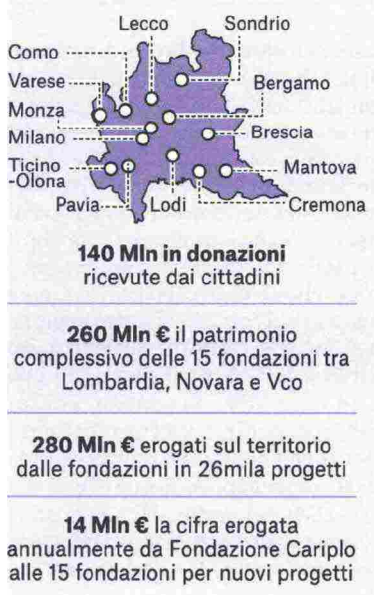 Lecco
Sondrio
Como
Varese
Bergamo
Monza
Milano
Brescia
Ticino
-Olona
Mantova
Pavia
Lodi
Cremona
140 Mln in donazioni
ricevute dai cittadini
260 Mln € il patrimonio
complessivo delle 15 fondazioni tra
Lombardia, Novara e Vco
280 Mln € erogati sul territorio
dalle fondazioni in 26mila progetti
14 Mln € la cifra erogata
annualmente da Fondazione Cariplo
alle 15 fondazioni per nuovi progetti